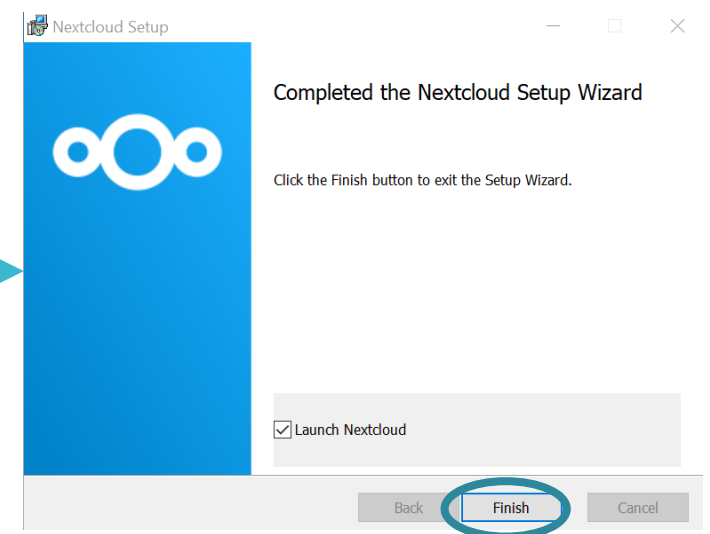 Nextcloud Setup
Completed the Nextcloud Setup Wizard
Click the Finish button to exit the Setup Wizard.
Launch Nextcloud
Back Finish Cancel